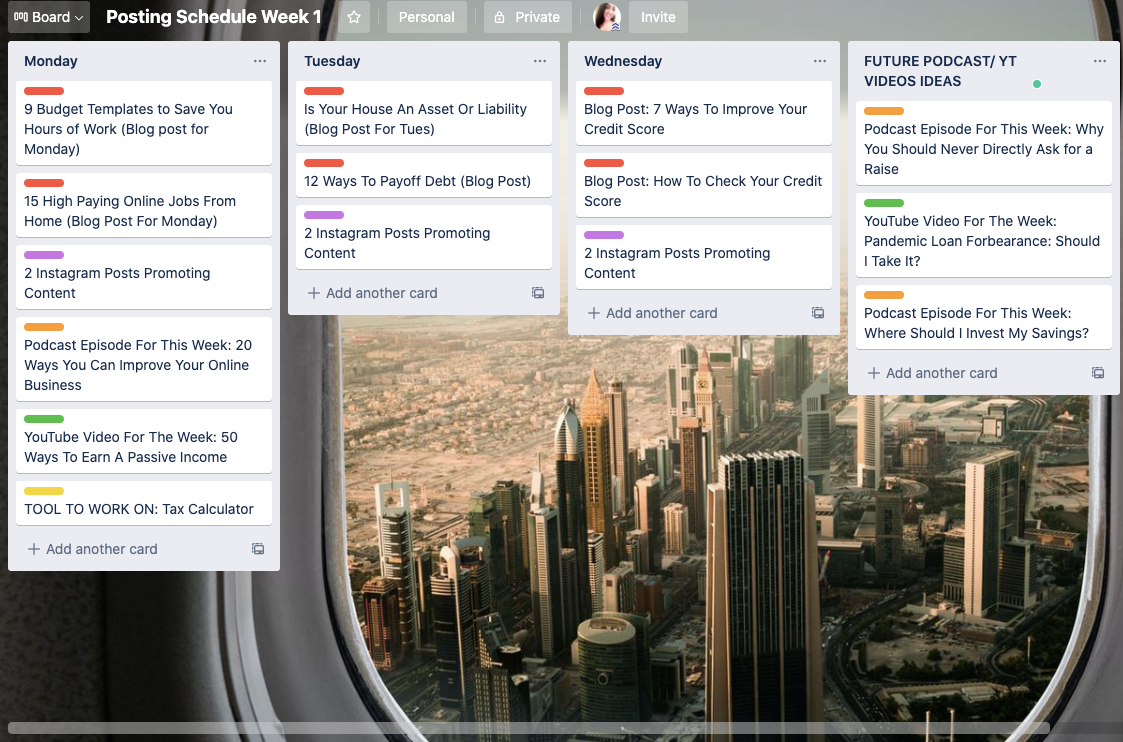 Board
Posting Schedule Week 1
Personal
Private
Invite
Monday
9 Budget Templates to Save You
Hours of Work (Blog post for
Monday)
15 High Paying Online Jobs From
Home (Blog Post For Monday)
2 Instagram Posts Promoting
Content
Podcast Episode For This Week: 20
Ways You Can Improve Your Online
Business
YouTube Video For The Week: 50
Ways To Earn A Passive Income
TOOL TO WORK ON: Tax Calculator
+ Add another card
Tuesday
Is Your House An Asset Or Liability
(Blog Post For Tues)
12 Ways To Payoff Debt (Blog Post)
2 Instagram Posts Promoting
Content
+ Add another card
Wednesday
Blog Post: 7 Ways To Improve Your
Credit Score
Blog Post: How To Check Your Credit
Score
2 Instagram Posts Promoting
Content
+ Add another card
FUTURE PODCAST/ YT
VIDEOS IDEAS
Podcast Episode For This Week: Why
You Should Never Directly Ask for a
Raise
YouTube Video For The Week:
Pandemic Loan Forbearance: Should
I Take It?
Podcast Episode For This Week:
Where Should I Invest My Savings?
+ Add another card